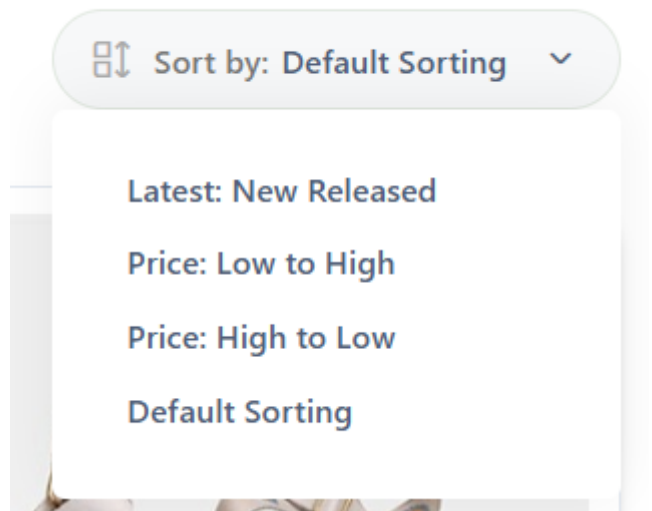 Sort by: Default Sorting
Latest: New Released
Price: Low to High
Price: High to Low
Default Sorting